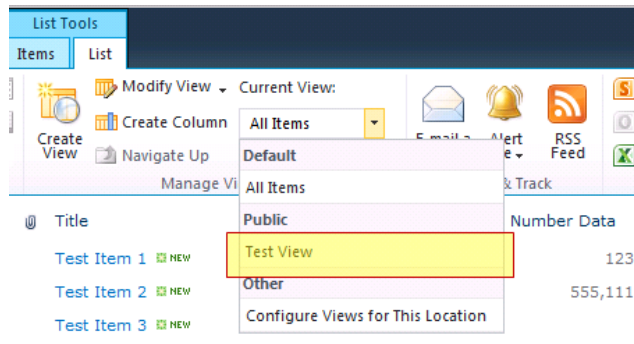 List Tools
Items List
Modify View Current View:
Create Column All Items
Create View Navigate Up
E-mail a Alert RSS Feed
Default
Manage Vi & Track
All Items
Public
Title Number Data
Test View
Test Item 1 NEW 123
Other
Test Item 2 NEW 555,111
Configure Views for This Location
Test Item 3 NEW